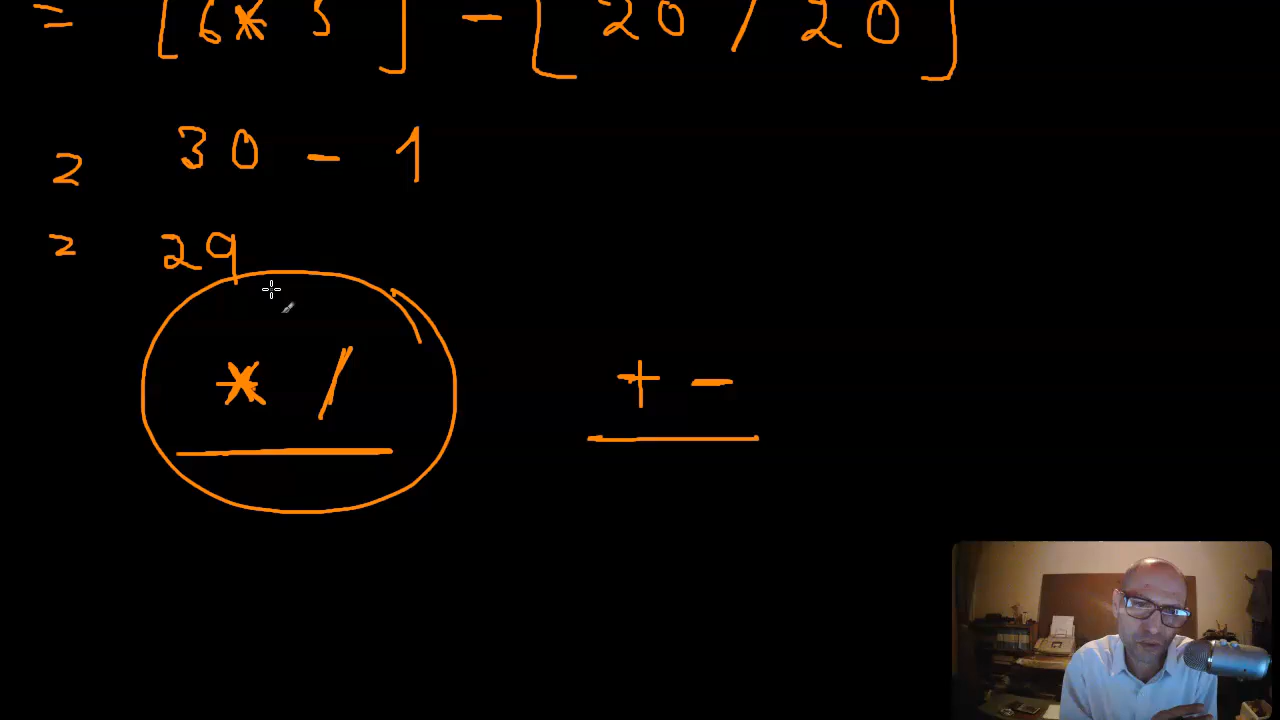 = [6 * 5] - [20 / 20]
= 30 - 1
= 29
* / + -